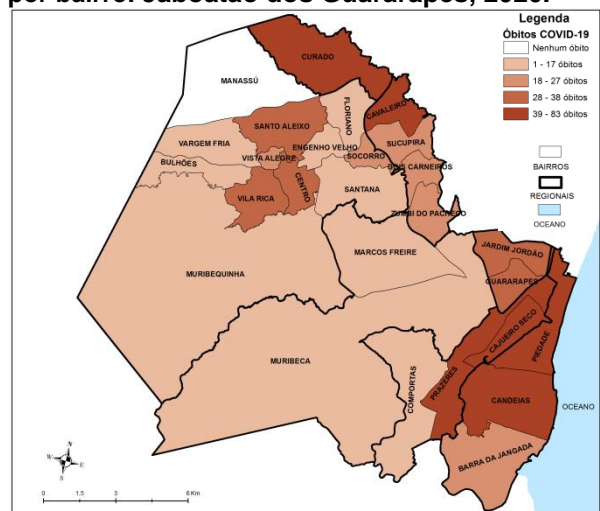 por bairro. Jaboatão dos Guararapes, 2020.
Legenda
Óbitos COVID-19
Nenhum óbito
1 - 17 óbitos
18 - 27 óbitos
28 - 38 óbitos
39 - 83 óbitos
BAIRROS
REGIONAIS
OCEANO
CURADO
MANASSÚ
CAVALEIRO
FLORIANO
SANTO ALEIXO
SUCUPIRA
VARGEM FRIA
ENGENHO VELHO
SOCORRO
VISTA ALEGRE
BULHÕES
DOIS CARNEIROS
CENTRO
VILA RICA
SANTANA
ZUMBI DO PACHECO
MARCOS FREIRE
JARDIM JORDÃO
MURIBEQUINHA
GUARARAPES
CAJUEIRO SECO
PIEDADE
MURIBECA
COMPORTAS
PRAZERES
CANDEIAS
OCEANO
BARRA DA JANGADA
N
W
E
S
0 1,5 3 6 Km